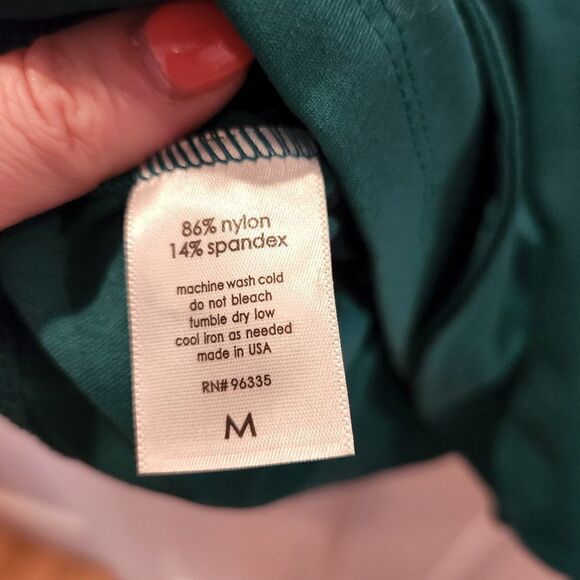 86% nylon
14% spandex
machine wash cold
do not bleach
tumble dry low
cool iron as needed
made in USA
RN# 96335
M